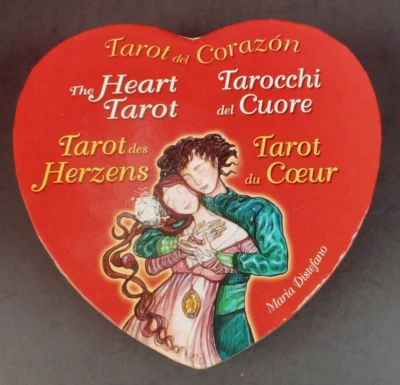 Tarot del Corazón
The Heart
Tarot
Tarocchi
del Cuore
Tarot des
Herzens
Tarot
du Cœur
Maria Distefano